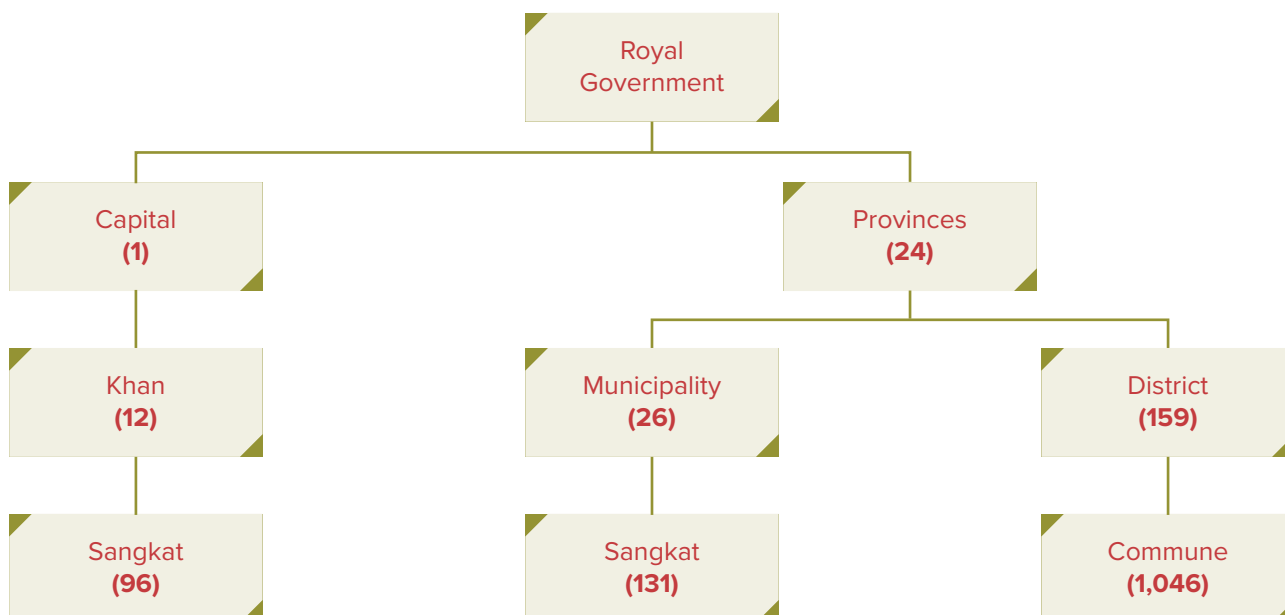 Royal
Government
Capital
(1)
Provinces
(24)
Khan
(12)
Municipality
(26)
District
(159)
Sangkat
(96)
Sangkat
(131)
Commune
(1,046)